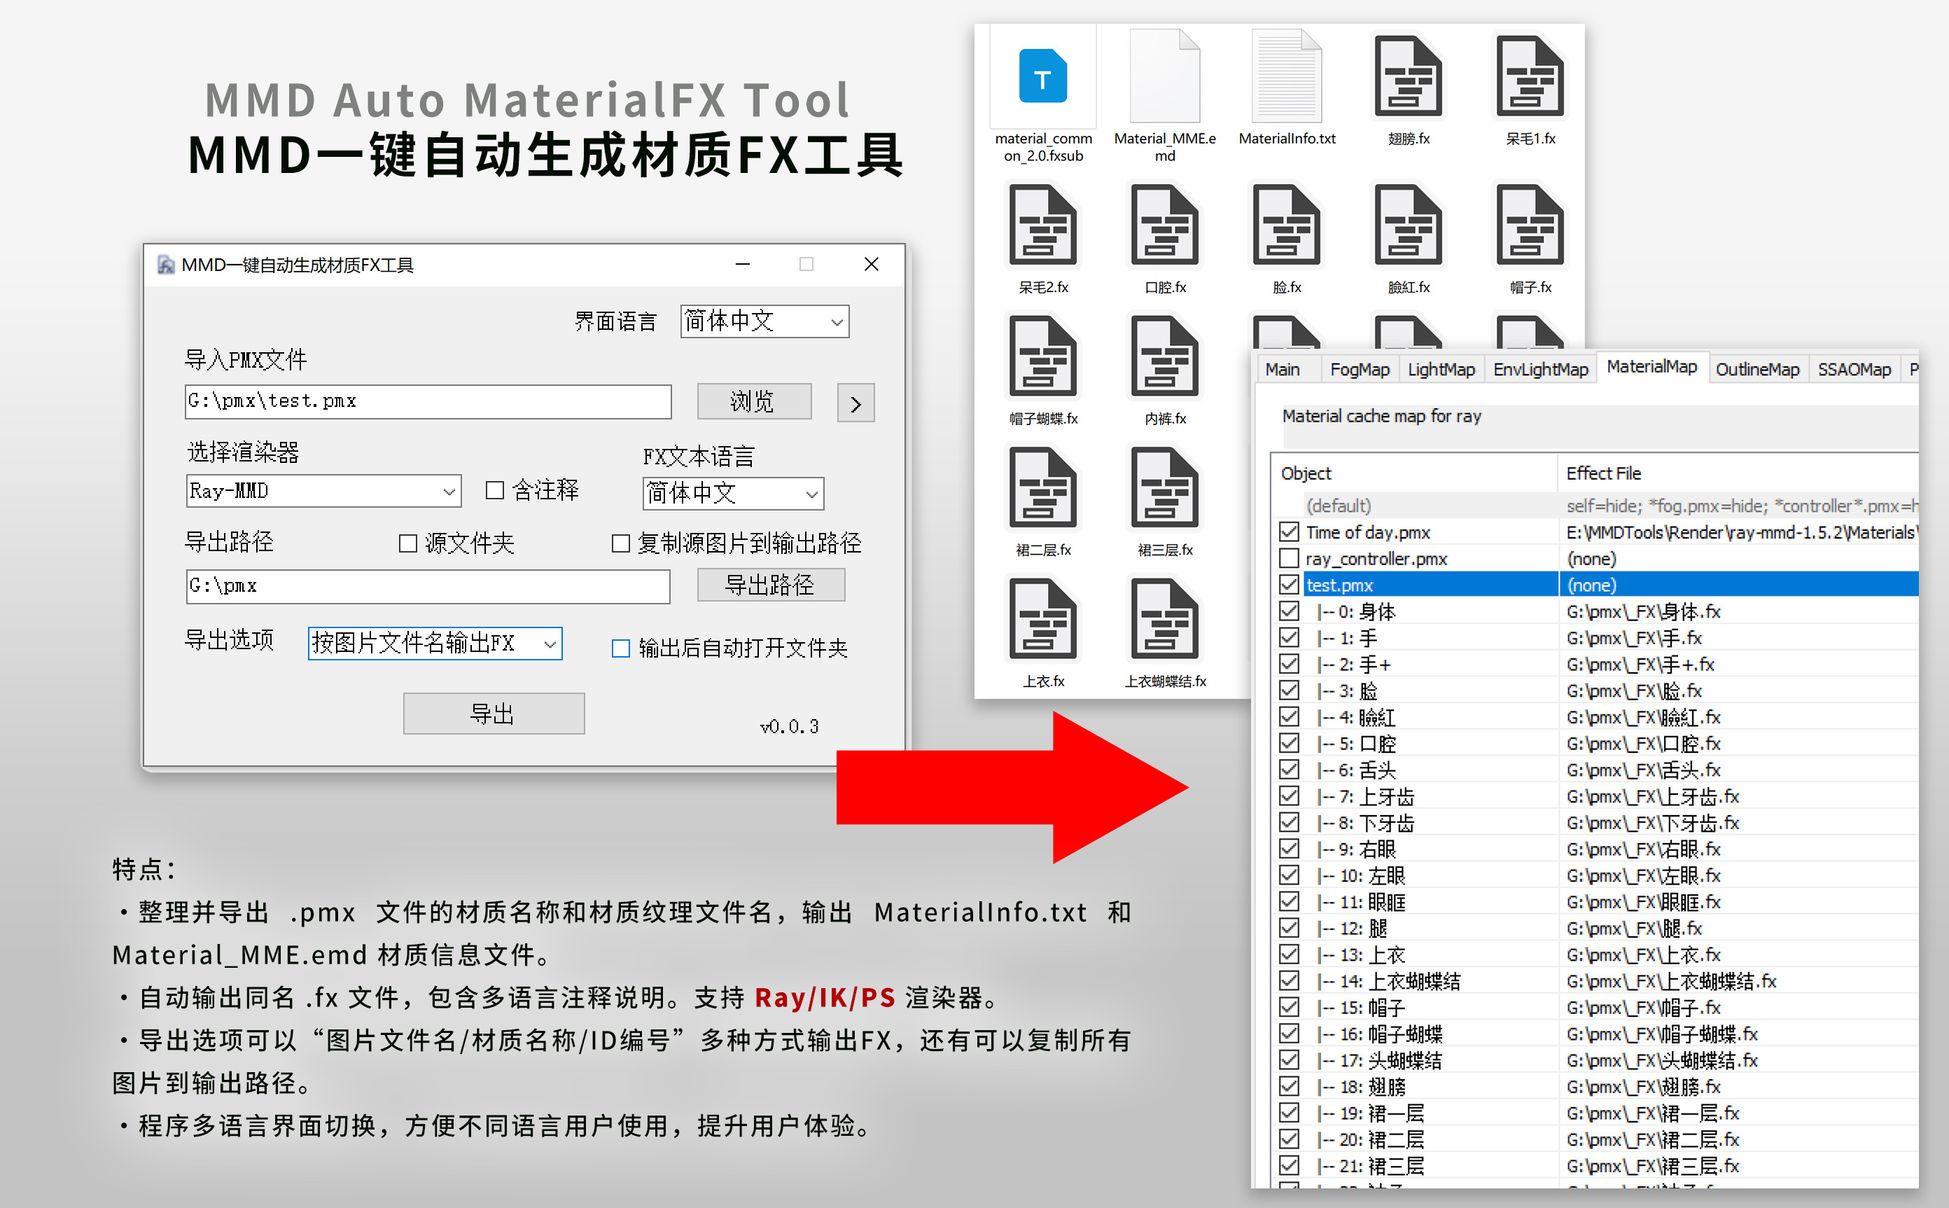 MMD Auto MaterialFX Tool
MMD一键自动生成材质FX工具
MMD一键自动生成材质FX工具
界面语言 简体中文
导入PMX文件
G:\pmx\test.pmx 浏览 >
选择渲染器 FX文本语言
Ray-MMD 含注释 简体中文
导出路径 源文件夹 复制源图片到输出路径
G:\pmx 导出路径
导出选项 按图片文件名输出FX 输出后自动打开文件夹
导出 v0.0.3
特点：
·整理并导出 .pmx 文件的材质名称和材质纹理文件名，输出 MaterialInfo.txt 和
Material_MME.emd 材质信息文件。
·自动输出同名 .fx 文件，包含多语言注释说明。支持 Ray/IK/PS 渲染器。
·导出选项可以“图片文件名/材质名称/ID编号”多种方式输出FX，还有可以复制所有
图片到输出路径。
·程序多语言界面切换，方便不同语言用户使用，提升用户体验。
T
material_comm
on_2.0.fxsub
Material_MME.e
md
MaterialInfo.txt
翅膀.fx
呆毛1.fx
呆毛2.fx 口腔.fx 脸.fx 臉紅.fx 帽子.fx
帽子蝴蝶.fx 内裤.fx
裙二层.fx 裙三层.fx
上衣.fx 上衣蝴蝶结.fx
Main FogMap LightMap EnvLightMap MaterialMap OutlineMap SSAOMap P
Material cache map for ray
Object Effect File
(default) self=hide; *fog.pmx=hide; *controller*.pmx=h
Time of day.pmx E:\MMDTools\Render\ray-mmd-1.5.2\Materials\
ray_controller.pmx (none)
test.pmx (none)
|-- 0: 身体 G:\pmx\_FX\身体.fx
|-- 1: 手 G:\pmx\_FX\手.fx
|-- 2: 手+ G:\pmx\_FX\手+.fx
|-- 3: 脸 G:\pmx\_FX\脸.fx
|-- 4: 臉紅 G:\pmx\_FX\臉紅.fx
|-- 5: 口腔 G:\pmx\_FX\口腔.fx
|-- 6: 舌头 G:\pmx\_FX\舌头.fx
|-- 7: 上牙齿 G:\pmx\_FX\上牙齿.fx
|-- 8: 下牙齿 G:\pmx\_FX\下牙齿.fx
|-- 9: 右眼 G:\pmx\_FX\右眼.fx
|-- 10: 左眼 G:\pmx\_FX\左眼.fx
|-- 11: 眼眶 G:\pmx\_FX\眼眶.fx
|-- 12: 腿 G:\pmx\_FX\腿.fx
|-- 13: 上衣 G:\pmx\_FX\上衣.fx
|-- 14: 上衣蝴蝶结 G:\pmx\_FX\上衣蝴蝶结.fx
|-- 15: 帽子 G:\pmx\_FX\帽子.fx
|-- 16: 帽子蝴蝶 G:\pmx\_FX\帽子蝴蝶.fx
|-- 17: 头蝴蝶结 G:\pmx\_FX\头蝴蝶结.fx
|-- 18: 翅膀 G:\pmx\_FX\翅膀.fx
|-- 19: 裙一层 G:\pmx\_FX\裙一层.fx
|-- 20: 裙二层 G:\pmx\_FX\裙二层.fx
|-- 21: 裙三层 G:\pmx\_FX\裙三层.fx